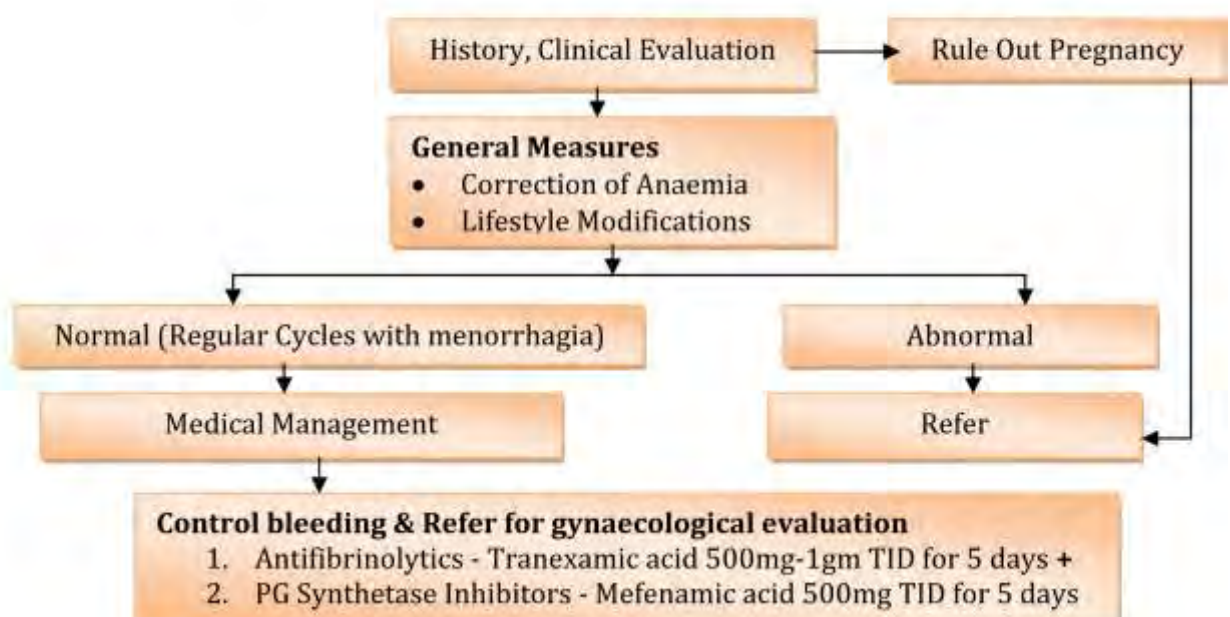 History, Clinical Evaluation
Rule Out Pregnancy
General Measures
• Correction of Anaemia
• Lifestyle Modifications
Normal (Regular Cycles with menorrhagia)
Abnormal
Medical Management
Refer
Control bleeding & Refer for gynaecological evaluation
1. Antifibrinolytics - Tranexamic acid 500mg-1gm TID for 5 days +
2. PG Synthetase Inhibitors - Mefenamic acid 500mg TID for 5 days